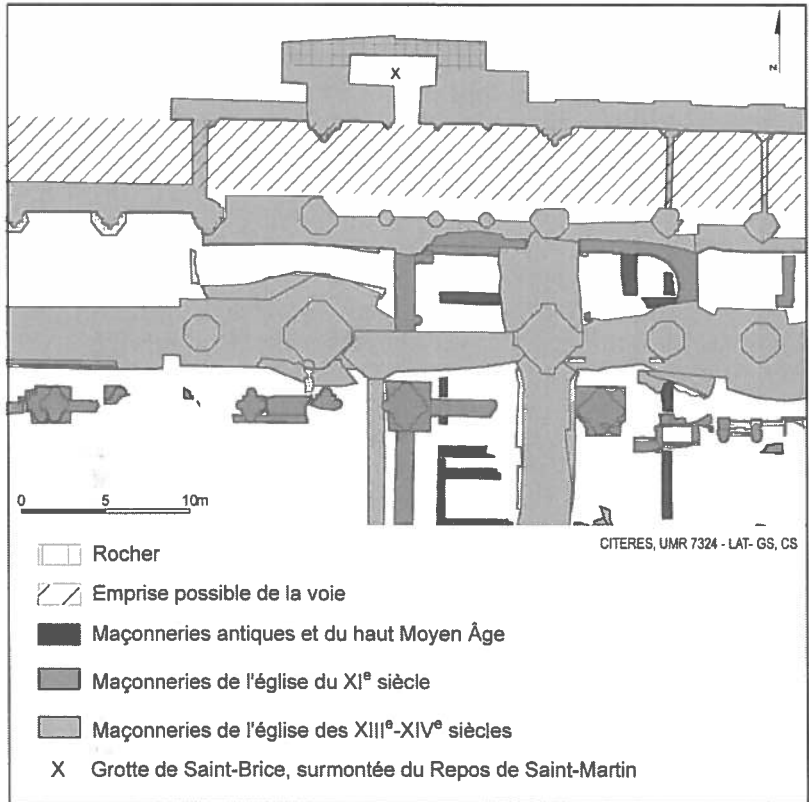 X
N
0 5 10m
CITERES, UMR 7324 - LAT- GS, CS
Rocher
Emprise possible de la voie
Maçonneries antiques et du haut Moyen Âge
Maçonneries de l'église du XIe siècle
Maçonneries de l'église des XIIIe-XIVe siècles
X Grotte de Saint-Brice, surmontée du Repos de Saint-Martin